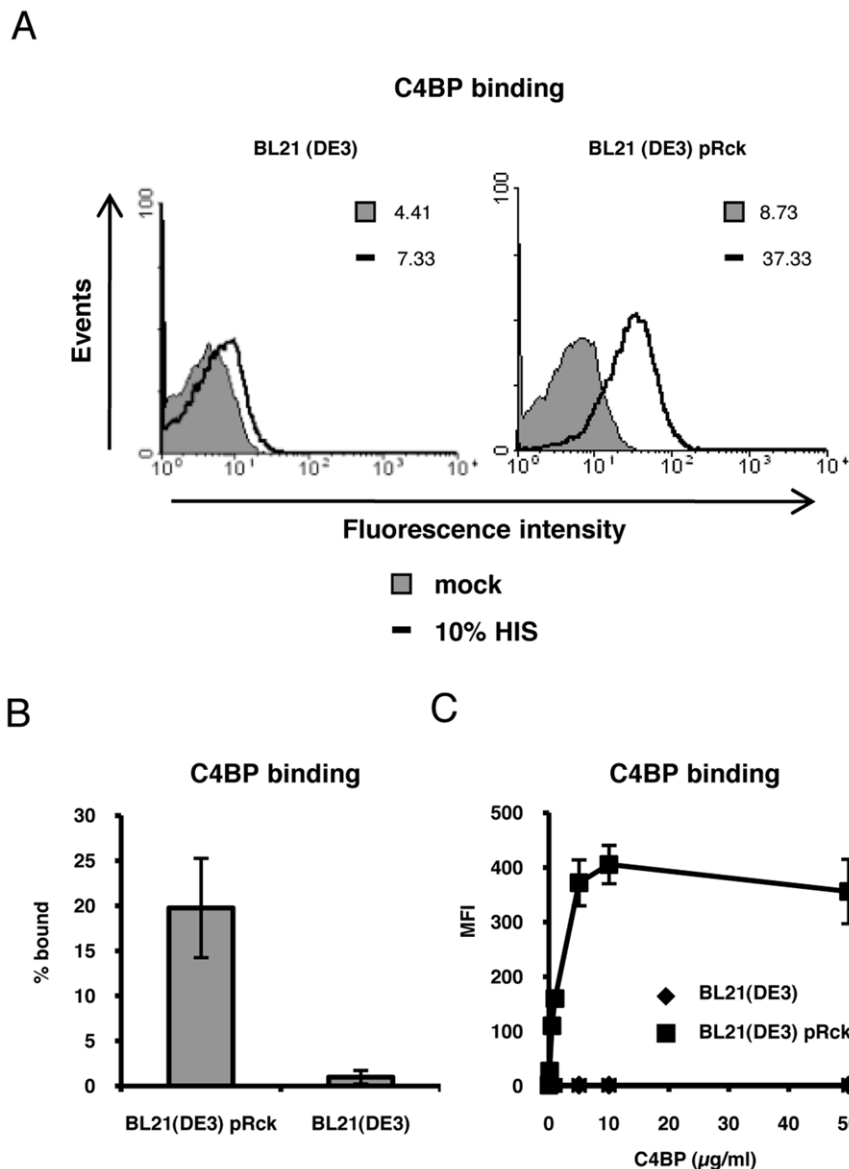 A
C4BP binding
BL21 (DE3)
BL21 (DE3) pRck
100
4.41
7.33
100
8.73
37.33
Events
0
10⁰ 10¹ 10² 10³ 10⁴
0
10⁰ 10¹ 10² 10³ 10⁴
Fluorescence intensity
mock
10% HIS
B
C4BP binding
30
25
20
15
10
5
0
% bound
BL21(DE3) pRck BL21(DE3)
C
C4BP binding
500
400
300
200
100
0
MFI
BL21(DE3)
BL21(DE3) pRck
0 10 20 30 40 50
C4BP (µg/ml)